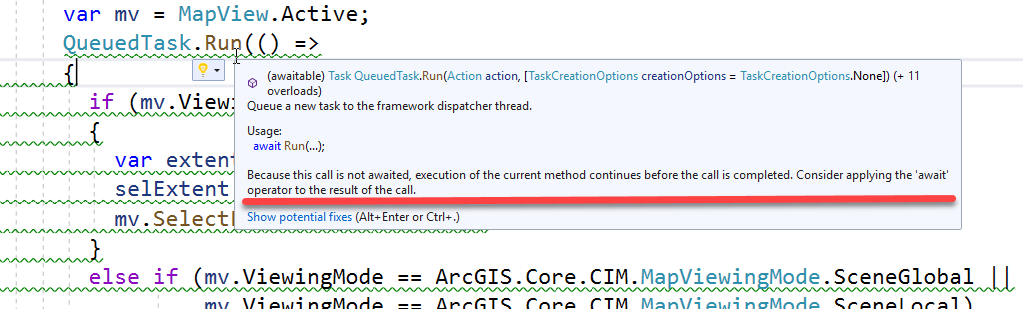 var mv = MapView.Active;
QueuedTask.Run(() =>
{
(awaitable) Task QueuedTask.Run(Action action, [TaskCreationOptions creationOptions = TaskCreationOptions.None]) (+ 11
overloads)
Queue a new task to the framework dispatcher thread.
Usage:
await Run(...);
Because this call is not awaited, execution of the current method continues before the call is completed. Consider applying the 'await'
operator to the result of the call.
Show potential fixes (Alt+Enter or Ctrl+.)
if (mv.Viewi
{
var extent
selExtent
mv.Select
}
else if (mv.ViewingMode == ArcGIS.Core.CIM.MapViewingMode.SceneGlobal ||
mv.ViewingMode == ArcGIS.Core.CIM.MapViewingMode.SceneLocal)